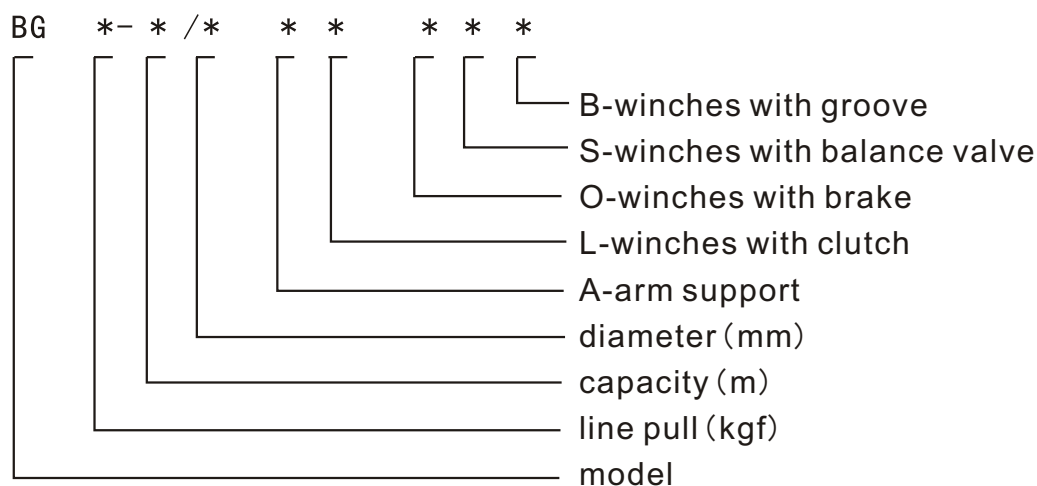 BG *- * /* * * * * *
B-winches with groove
S-winches with balance valve
O-winches with brake
L-winches with clutch
A-arm support
diameter(mm)
capacity(m)
line pull(kgf)
model